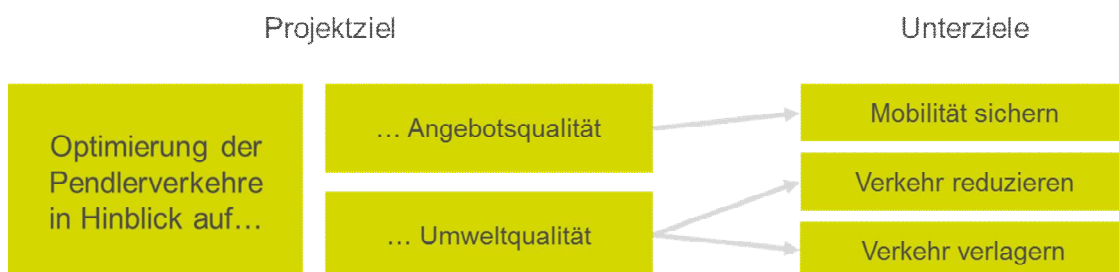 Projektziel
Unterziele
Optimierung der
Pendlerverkehre
in Hinblick auf…
… Angebotsqualität
… Umweltqualität
Mobilität sichern
Verkehr reduzieren
Verkehr verlagern